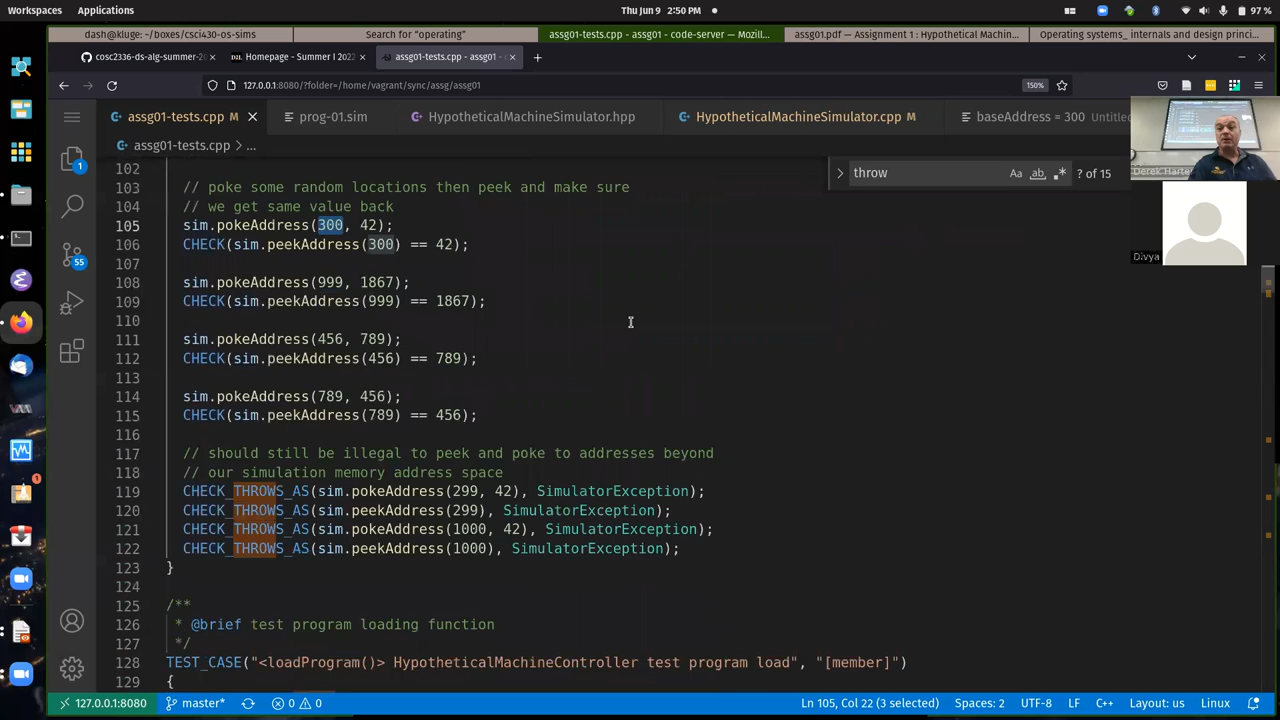 Workspaces Applications Thu Jun 9 2:50 PM 97 %
dash@kluge: ~/boxes/csci430-os-sims Search for "operating" assg01-tests.cpp - assg01 - code-server — Mozill... assg01.pdf — Assignment 1 : Hypothetical Machin... Operating systems_ internals and design princi...
cosc2336-ds-alg-summer-20 D2L Homepage - Summer I 2022 assg01-tests.cpp - assg01 -
127.0.0.1:8080/?folder=/home/vagrant/sync/assg/assg01 150%
assg01-tests.cpp M prog-01.sim HypotheticalMachineSimulator.hpp HypotheticalMachineSimulator.cpp M baseAddress = 300 Untitled
assg01-tests.cpp > ...
throw Aa ab ? of 15
102
103 // poke some random locations then peek and make sure
104 // we get same value back
105 sim.pokeAddress(300, 42);
106 CHECK(sim.peekAddress(300) == 42);
107
108 sim.pokeAddress(999, 1867);
109 CHECK(sim.peekAddress(999) == 1867);
110
111 sim.pokeAddress(456, 789);
112 CHECK(sim.peekAddress(456) == 789);
113
114 sim.pokeAddress(789, 456);
115 CHECK(sim.peekAddress(789) == 456);
116
117 // should still be illegal to peek and poke to addresses beyond
118 // our simulation memory address space
119 CHECK_THROWS_AS(sim.pokeAddress(299, 42), SimulatorException);
120 CHECK_THROWS_AS(sim.peekAddress(299), SimulatorException);
121 CHECK_THROWS_AS(sim.pokeAddress(1000, 42), SimulatorException);
122 CHECK_THROWS_AS(sim.peekAddress(1000), SimulatorException);
123 }
124
125 /**
126 * @brief test program loading function
127 */
128 TEST_CASE("<loadProgram()> HypotheticalMachineController test program load", "[member]")
129 {
1
55
1
Derek Harte
Divya
127.0.0.1:8080 master* 0 0 Ln 105, Col 22 (3 selected) Spaces: 2 UTF-8 LF C++ Layout: us Linux